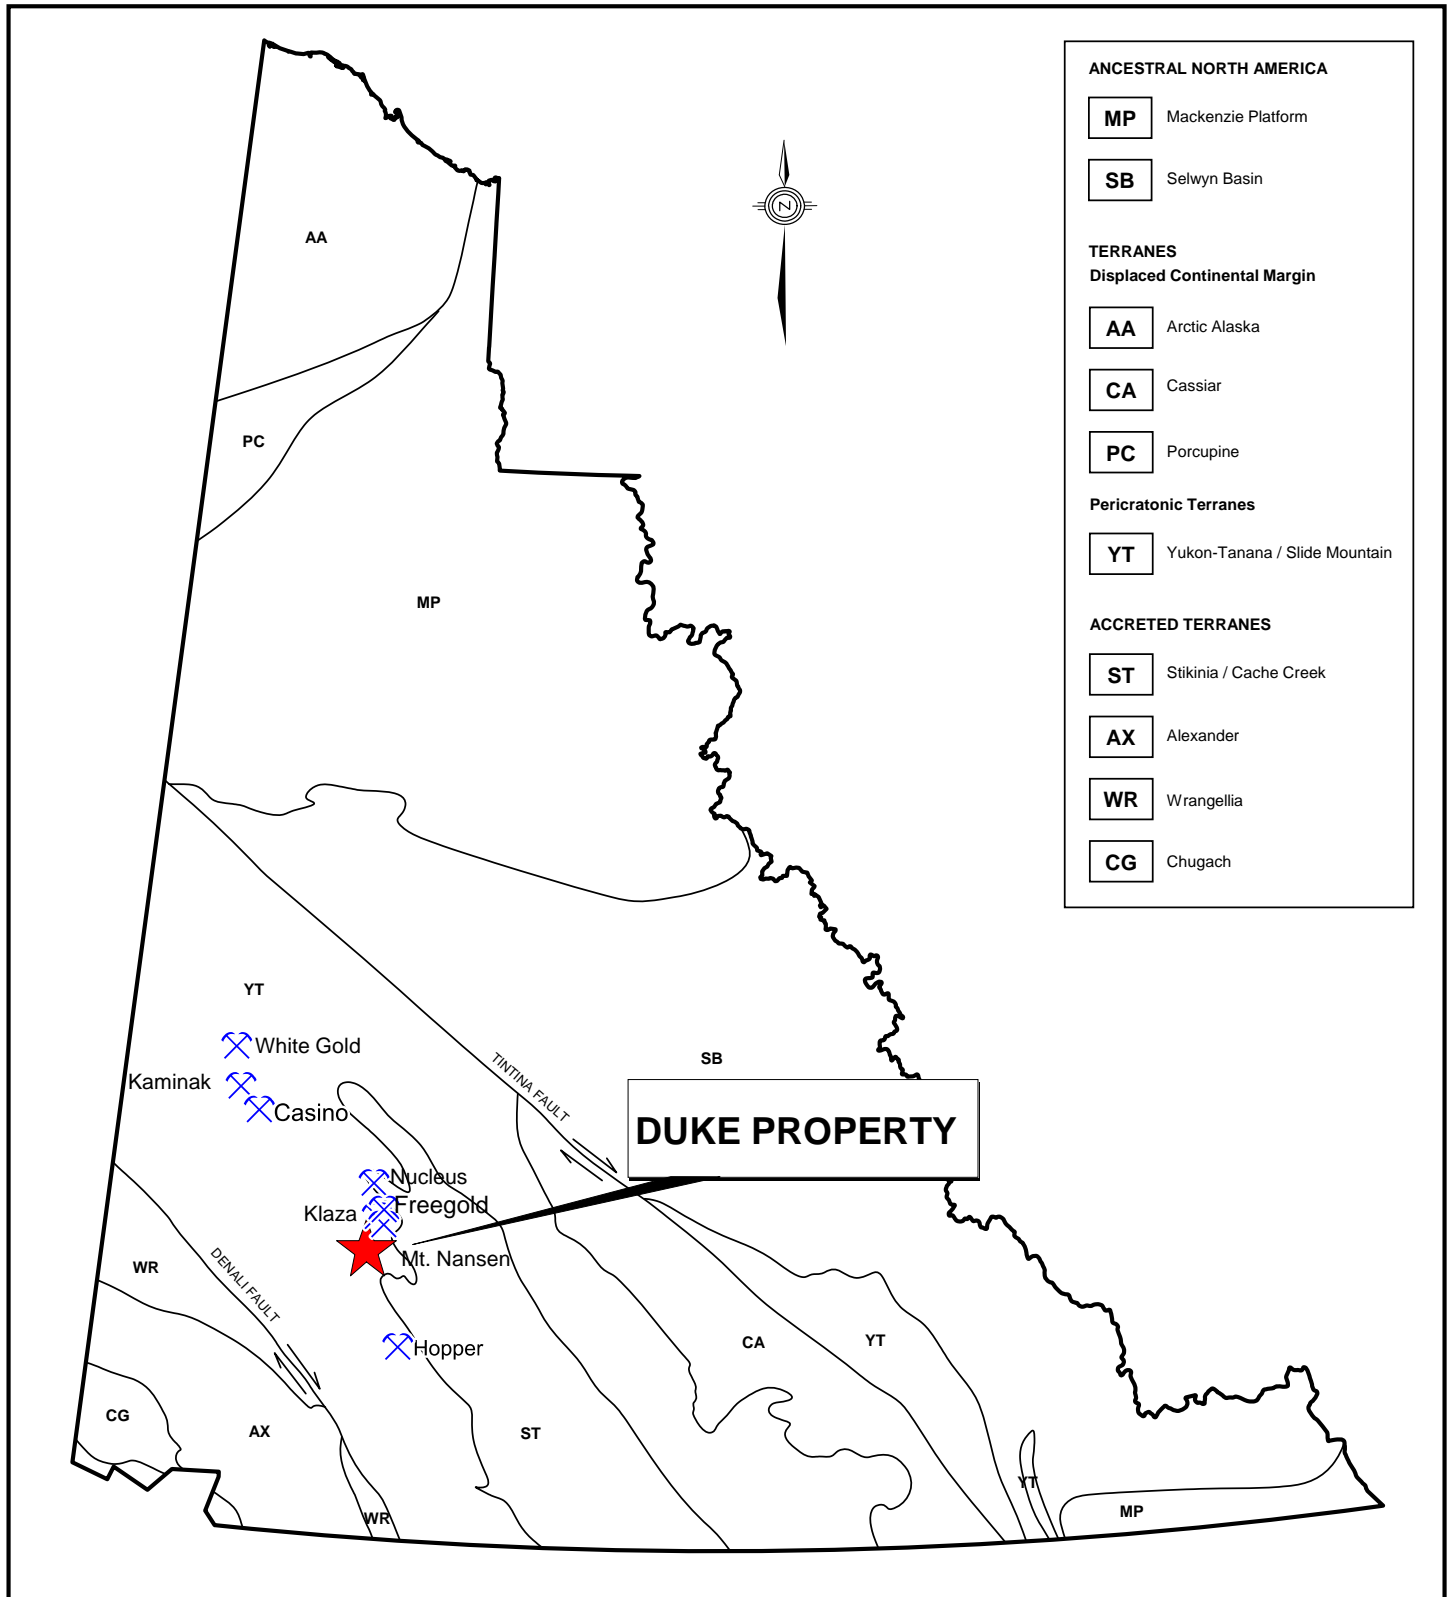 ANCESTRAL NORTH AMERICA
MP Mackenzie Platform
SB Selwyn Basin
TERRANES
Displaced Continental Margin
AA Arctic Alaska
CA Cassiar
PC Porcupine
Pericratonic Terranes
YT Yukon-Tanana / Slide Mountain
ACCRETED TERRANES
ST Stikinia / Cache Creek
AX Alexander
WR Wrangellia
CG Chugach
N
AA
PC
MP
YT
White Gold
Kaminak
Casino
TINTINA FAULT
SB
DUKE PROPERTY
Nucleus
Freegold
Klaza
Mt. Nansen
WR
DENALI FAULT
Hopper
CA
YT
CG
AX
ST
YT
WR
MP